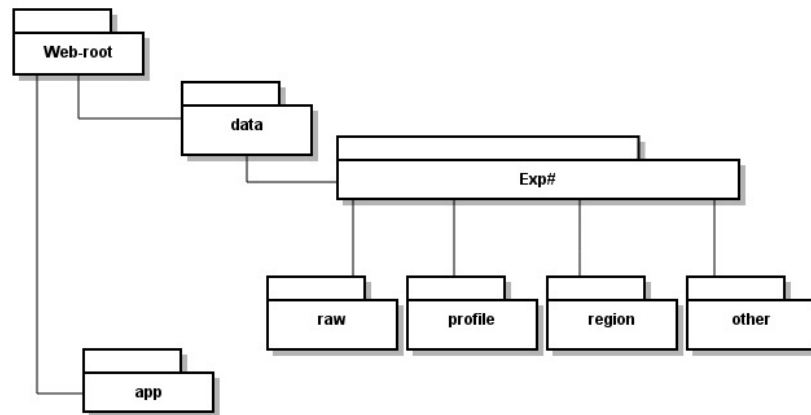 Web-root
data
Exp#
raw
profile
region
other
app